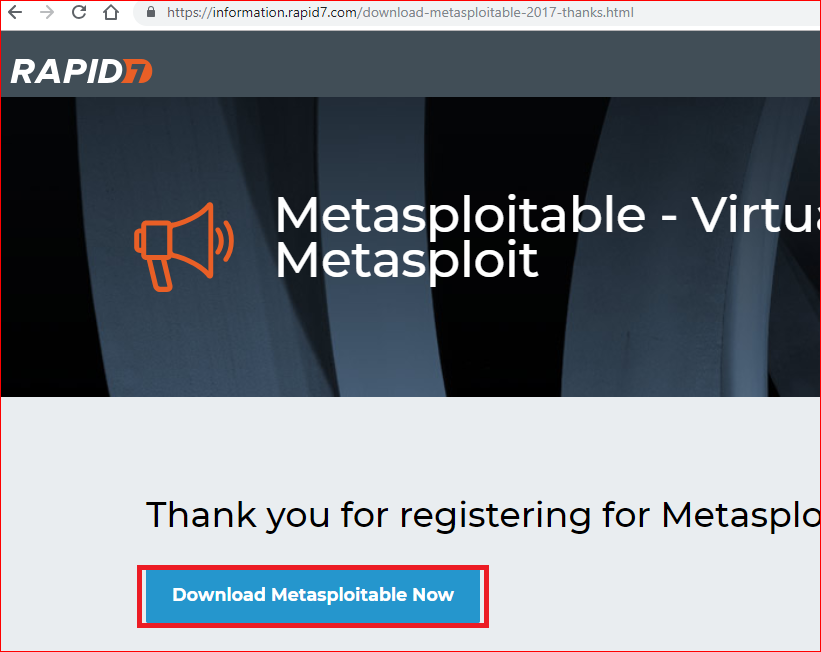 https://information.rapid7.com/download-metasploitable-2017-thanks.html
RAPID7
Metasploitable - Virtua
Metasploit
Thank you for registering for Metasplo
Download Metasploitable Now